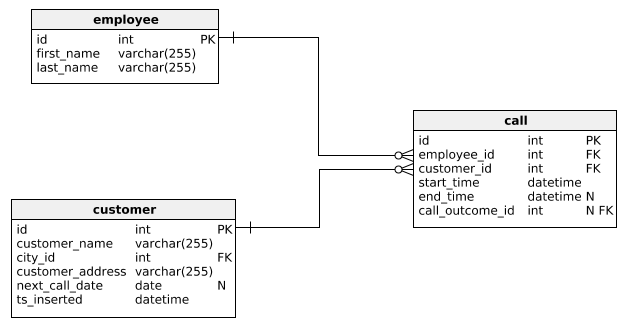 employee
id int PK
first_name varchar(255)
last_name varchar(255)
call
id int PK
employee_id int FK
customer_id int FK
start_time datetime
end_time datetime N
call_outcome_id int N FK
customer
id int PK
customer_name varchar(255)
city_id int FK
customer_address varchar(255)
next_call_date date N
ts_inserted datetime